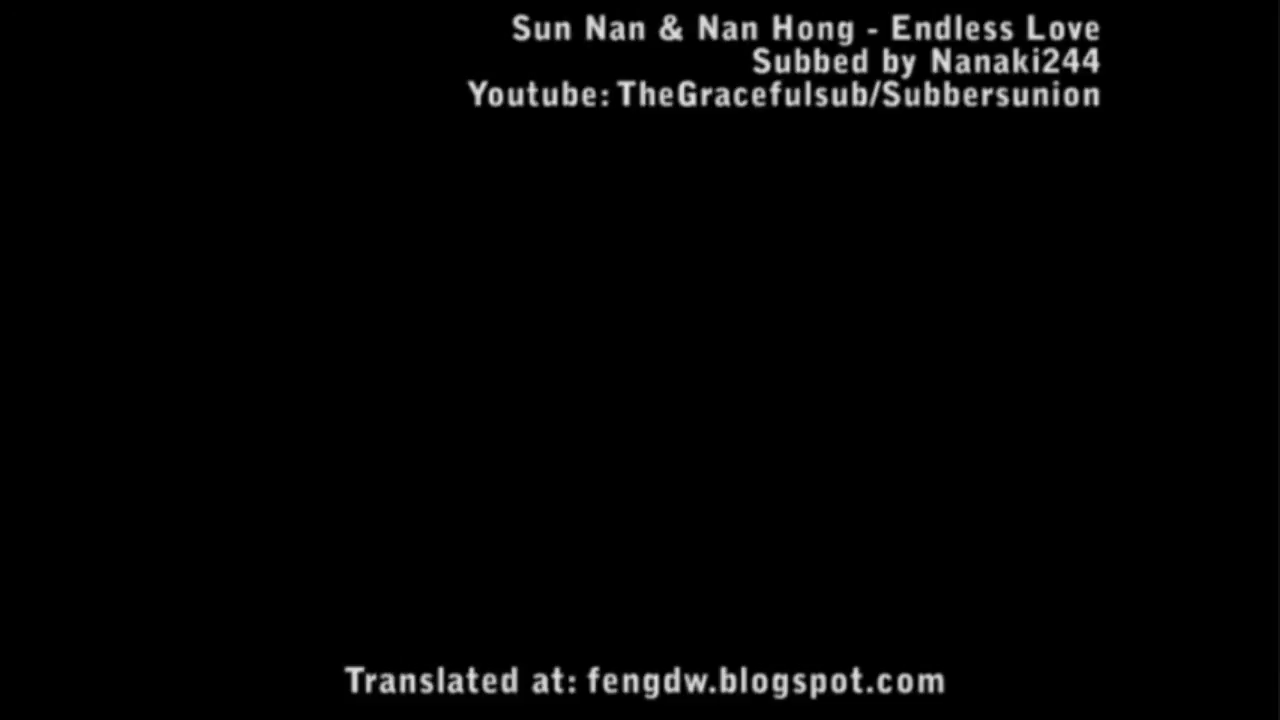 Sun Nan & Nan Hong - Endless Love
Subbed by Nanaki244
Youtube: TheGracefulsub/Subbersunion
Translated at: fengdw.blogspot.com